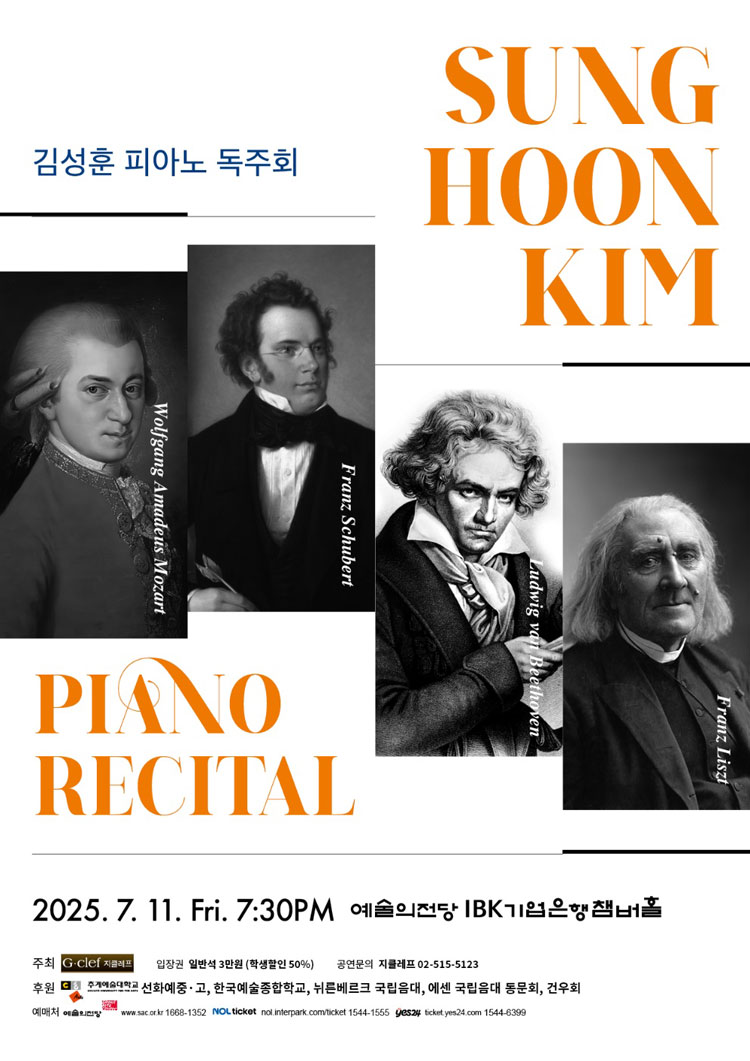 SUNG
HOON
KIM
김성훈 피아노 독주회
Wolfgang Amadeus Mozart
Franz Schubert
Ludwig van Beethoven
Franz Liszt
PIANO
RECITAL
2025. 7. 11. Fri. 7:30PM 예술의전당 IBK기업은행챔버홀
주최 G·clef 지클레프 입장권 일반석 3만원 (학생할인 50%) 공연문의 지클레프 02-515-5123
후원 추계예술대학교 선화예중·고, 한국예술종합학교, 뉘른베르크 국립음대, 에센 국립음대 동문회, 건우회
예매처 예술의전당 www.sac.or.kr 1668-1352 NOL ticket nol.interpark.com/ticket 1544-1555 yes24 ticket.yes24.com 1544-6399